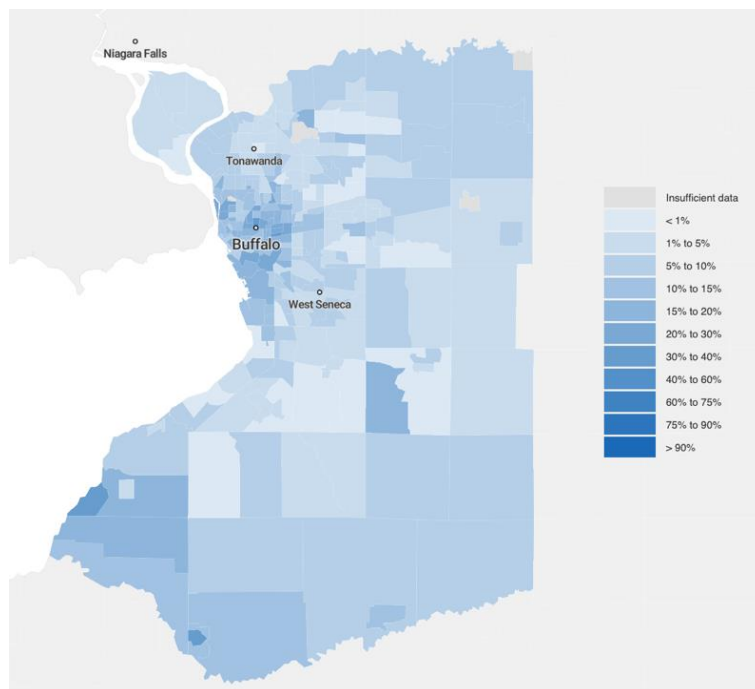 Niagara Falls
Tonawanda
Buffalo
West Seneca
Insufficient data
< 1%
1% to 5%
5% to 10%
10% to 15%
15% to 20%
20% to 30%
30% to 40%
40% to 60%
60% to 75%
75% to 90%
> 90%